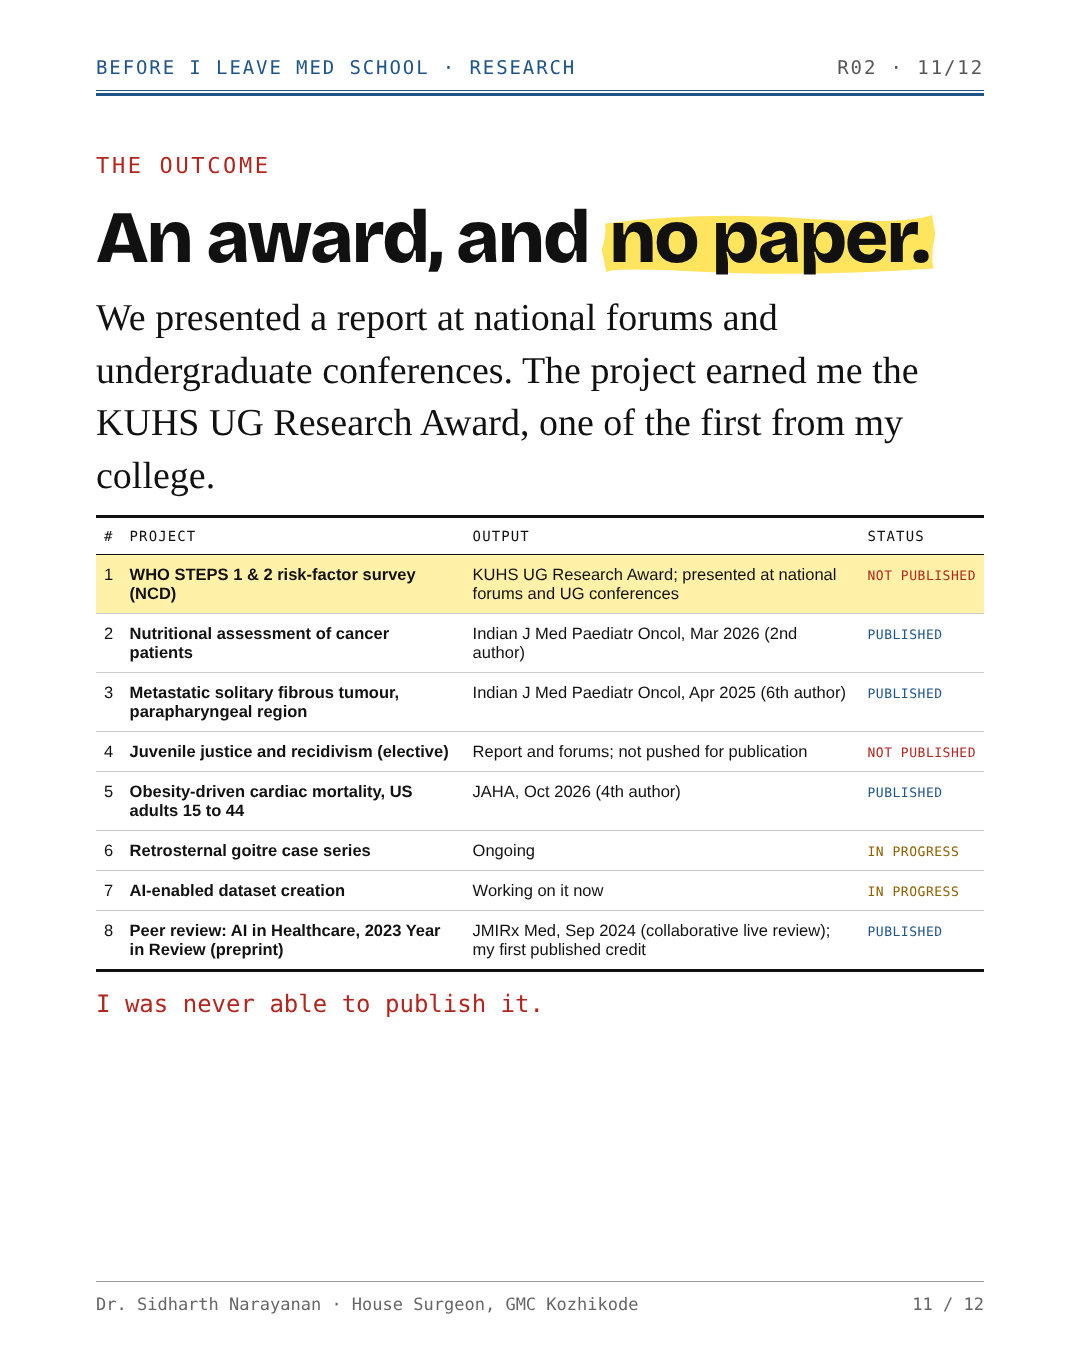 BEFORE I LEAVE MED SCHOOL · RESEARCH
R02 · 11/12
THE OUTCOME
An award, and no paper.
We presented a report at national forums and
undergraduate conferences. The project earned me the
KUHS UG Research Award, one of the first from my
college.
# PROJECT OUTPUT STATUS
1 WHO STEPS 1 & 2 risk-factor survey KUHS UG Research Award; presented at national NOT PUBLISHED
(NCD) forums and UG conferences
2 Nutritional assessment of cancer Indian J Med Paediatr Oncol, Mar 2026 (2nd PUBLISHED
patients author)
3 Metastatic solitary fibrous tumour, Indian J Med Paediatr Oncol, Apr 2025 (6th author) PUBLISHED
parapharyngeal region
4 Juvenile justice and recidivism (elective) Report and forums; not pushed for publication NOT PUBLISHED
5 Obesity-driven cardiac mortality, US JAHA, Oct 2026 (4th author) PUBLISHED
adults 15 to 44
6 Retrosternal goitre case series Ongoing IN PROGRESS
7 AI-enabled dataset creation Working on it now IN PROGRESS
8 Peer review: AI in Healthcare, 2023 Year JMIRx Med, Sep 2024 (collaborative live review); PUBLISHED
in Review (preprint) my first published credit
I was never able to publish it.
Dr. Sidharth Narayanan · House Surgeon, GMC Kozhikode
11 / 12